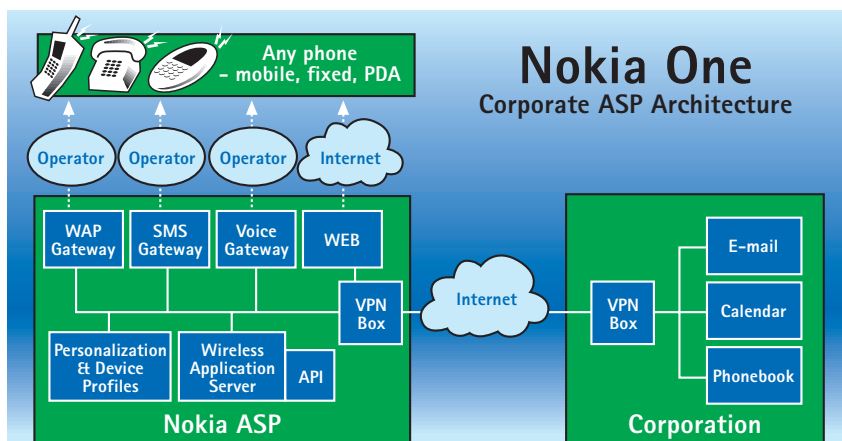 Any phone
- mobile, fixed, PDA
Nokia One
Corporate ASP Architecture
Operator
Operator
Operator
Internet
WAP
Gateway
SMS
Gateway
Voice
Gateway
WEB
VPN
Box
Internet
VPN
Box
E-mail
Calendar
Phonebook
Personalization
& Device
Profiles
Wireless
Application
Server
API
Nokia ASP
Corporation